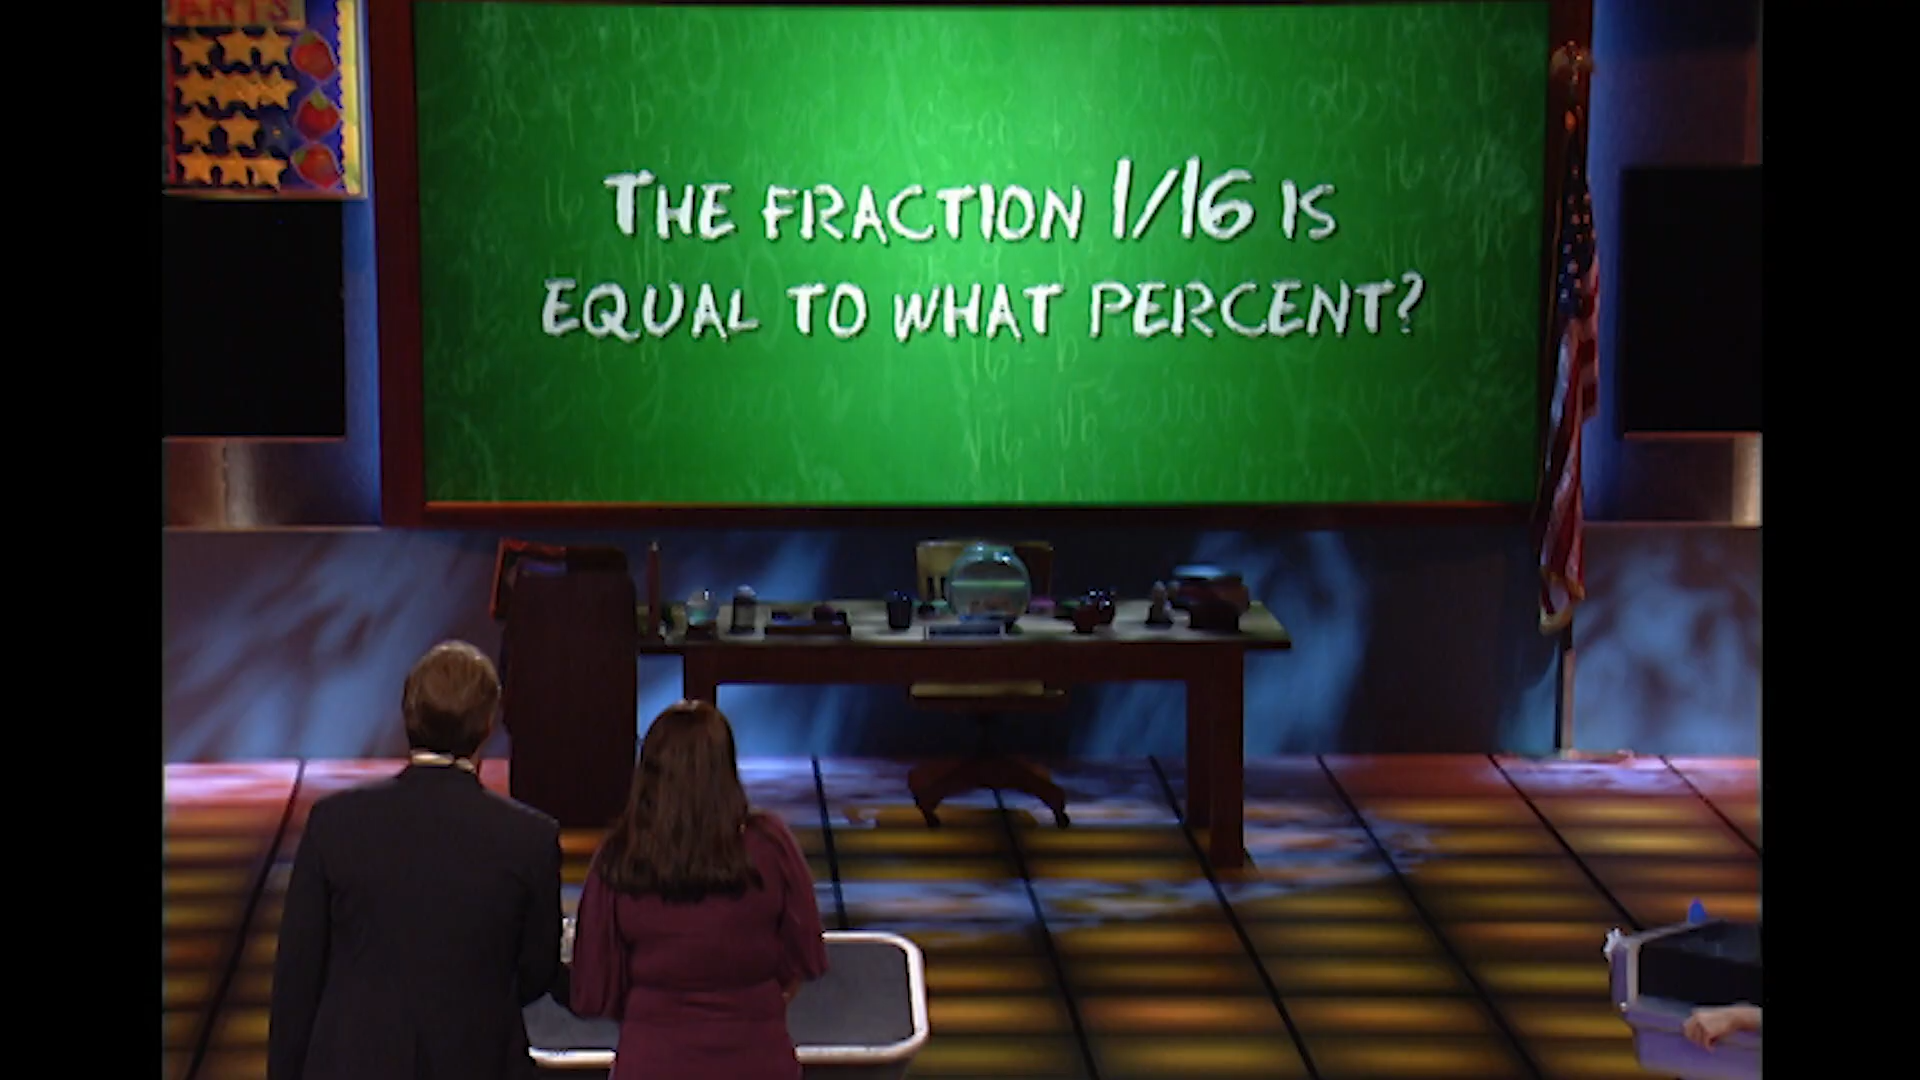 THE FRACTION 1/16 IS
EQUAL TO WHAT PERCENT?